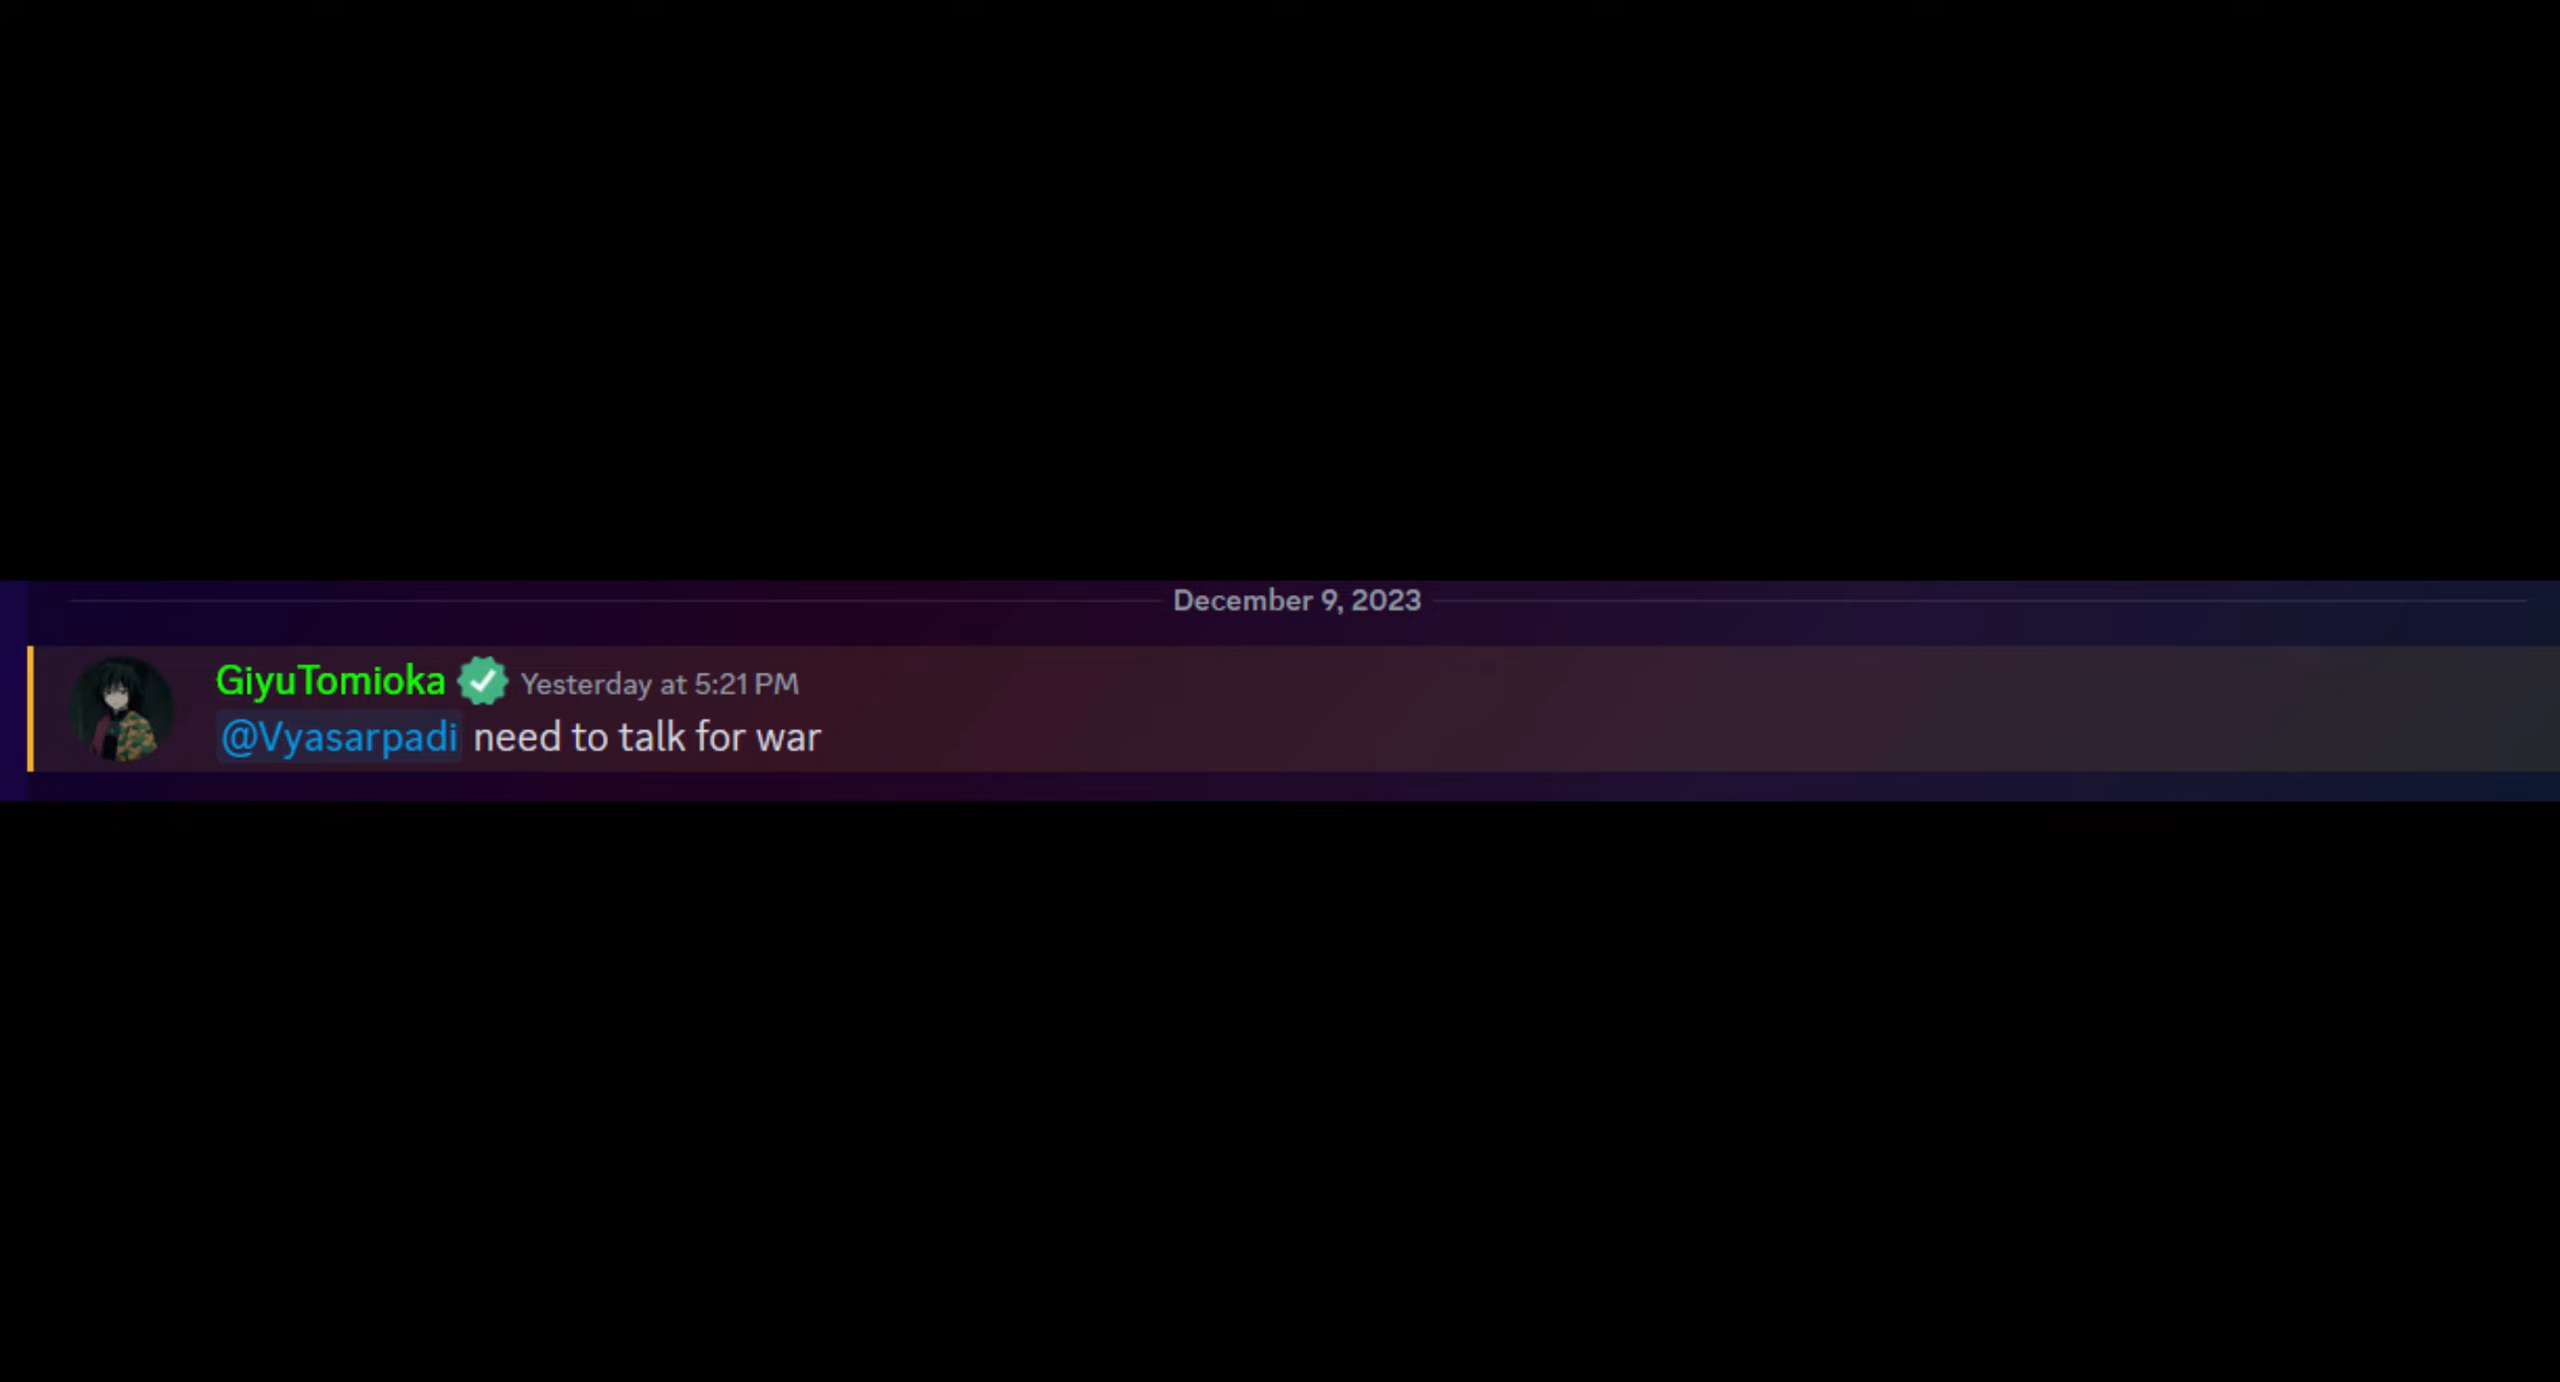 December 9, 2023
GiyuTomioka Yesterday at 5:21 PM
@Vyasarpadi need to talk for war